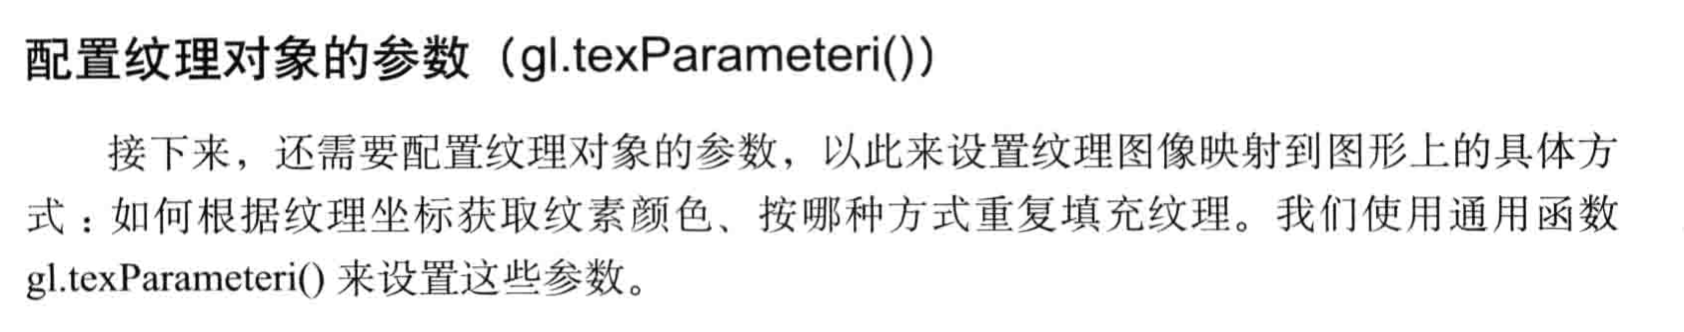 配置纹理对象的参数（gl.texParameteri()）
接下来，还需要配置纹理对象的参数，以此来设置纹理图像映射到图形上的具体方
式：如何根据纹理坐标获取纹素颜色、按哪种方式重复填充纹理。我们使用通用函数
gl.texParameteri() 来设置这些参数。